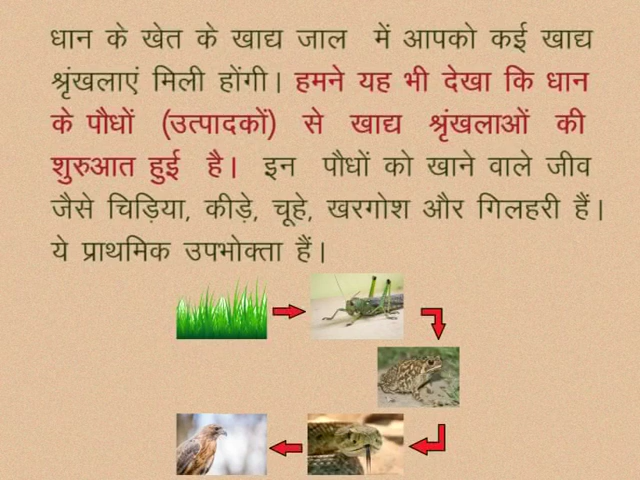 धान के खेत के खाद्य जाल में आपको कई खाद्य
श्रृंखलाएं मिली होंगी। हमने यह भी देखा कि धान
के पौधों (उत्पादकों) से खाद्य श्रृंखलाओं की
शुरुआत हुई है। इन पौधों को खाने वाले जीव
जैसे चिड़िया, कीड़े, चूहे, खरगोश और गिलहरी हैं।
ये प्राथमिक उपभोक्ता हैं।